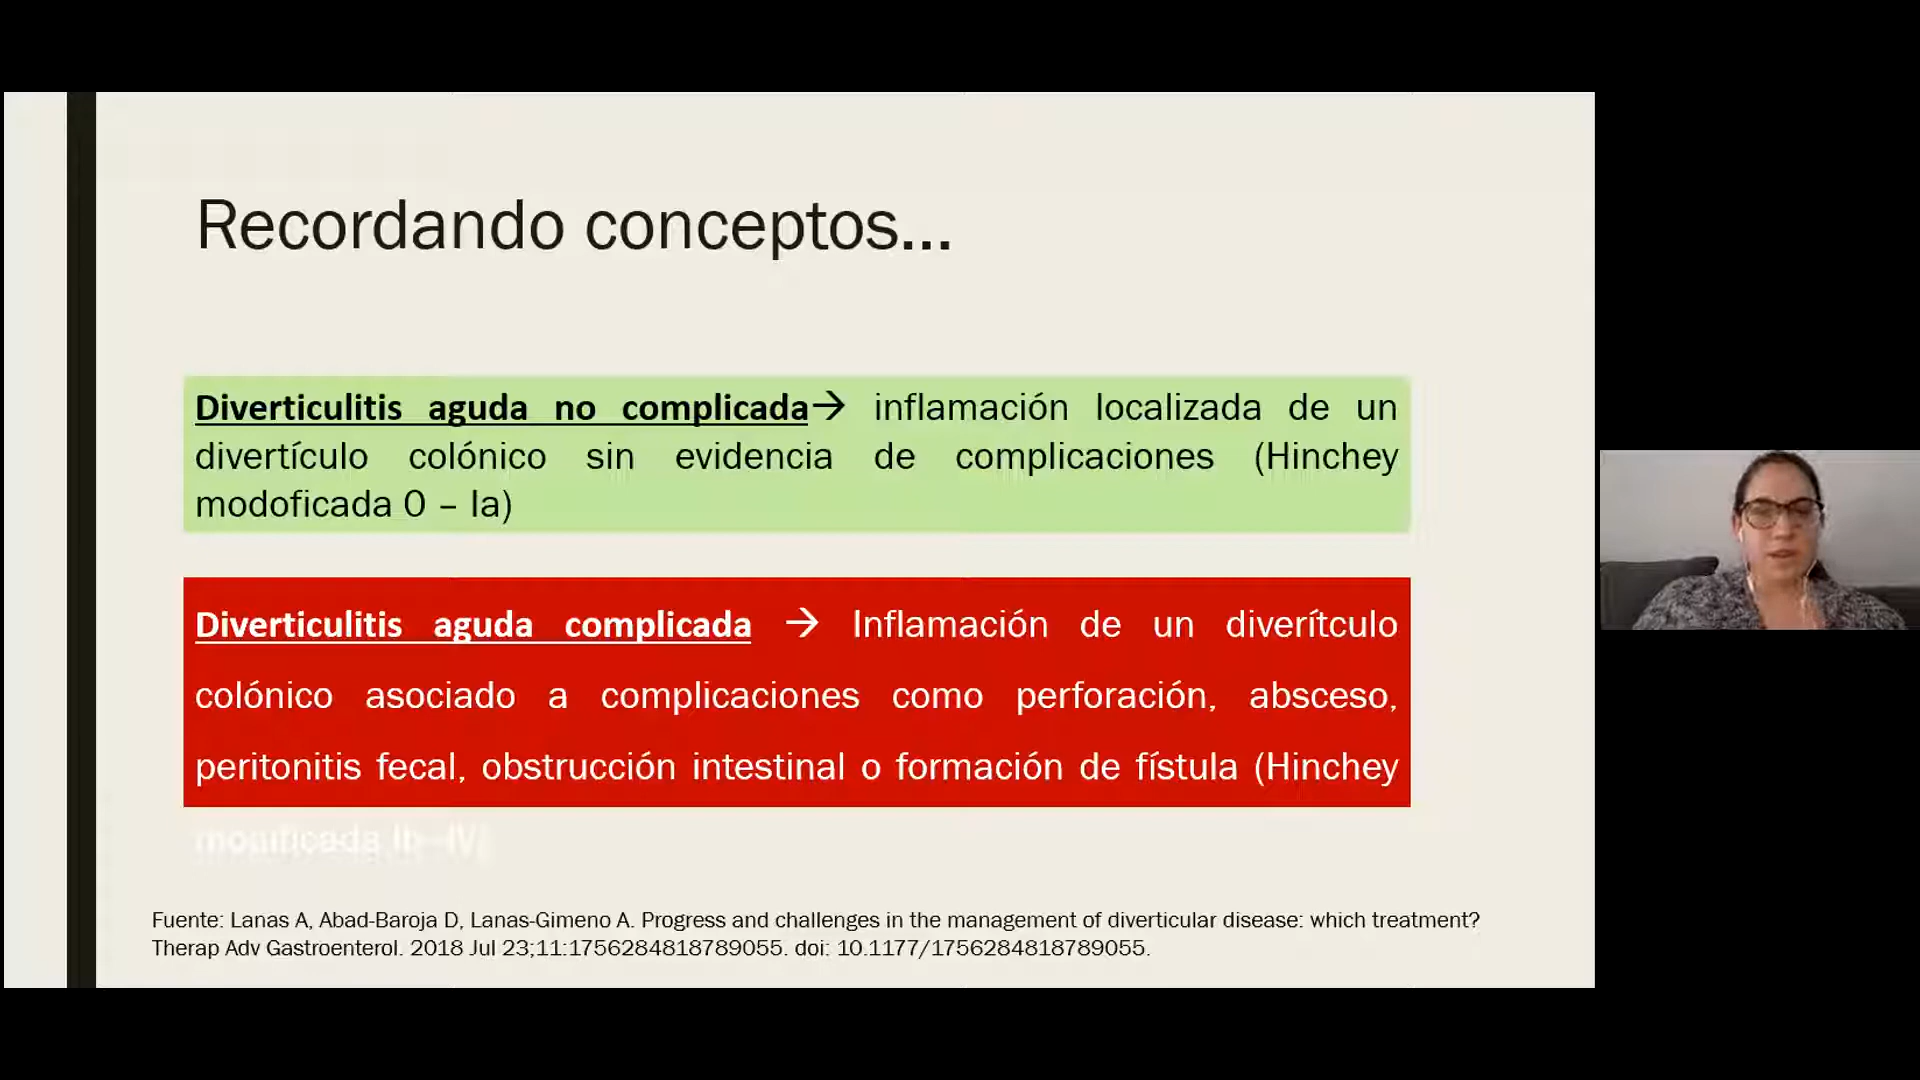 Recordando conceptos...
Diverticulitis aguda no complicada→ inflamación localizada de un
divertículo colónico sin evidencia de complicaciones (Hinchey
modoficada 0 – Ia)
Diverticulitis aguda complicada → Inflamación de un diverítculo
colónico asociado a complicaciones como perforación, absceso,
peritonitis fecal, obstrucción intestinal o formación de fístula (Hinchey
modificada Ib–IV)
Fuente: Lanas A, Abad-Baroja D, Lanas-Gimeno A. Progress and challenges in the management of diverticular disease: which treatment?
Therap Adv Gastroenterol. 2018 Jul 23;11:1756284818789055. doi: 10.1177/1756284818789055.